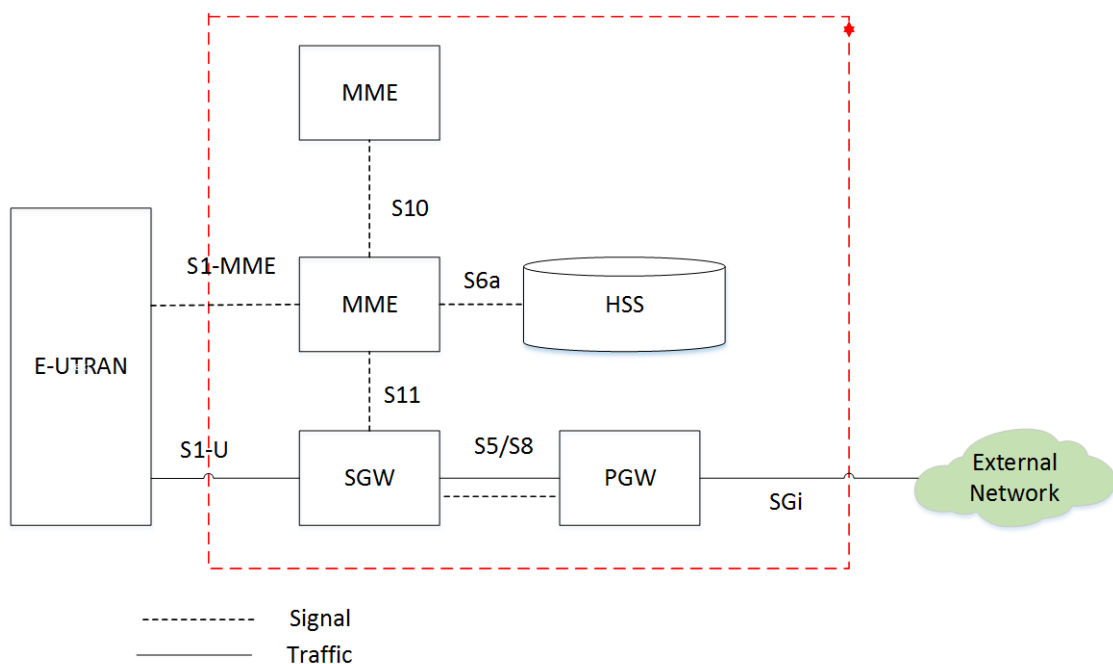 MME
S10
S1-MME
MME
S6a
HSS
E-UTRAN
S11
S1-U
SGW
S5/S8
PGW
SGi
External
Network
Signal
Traffic